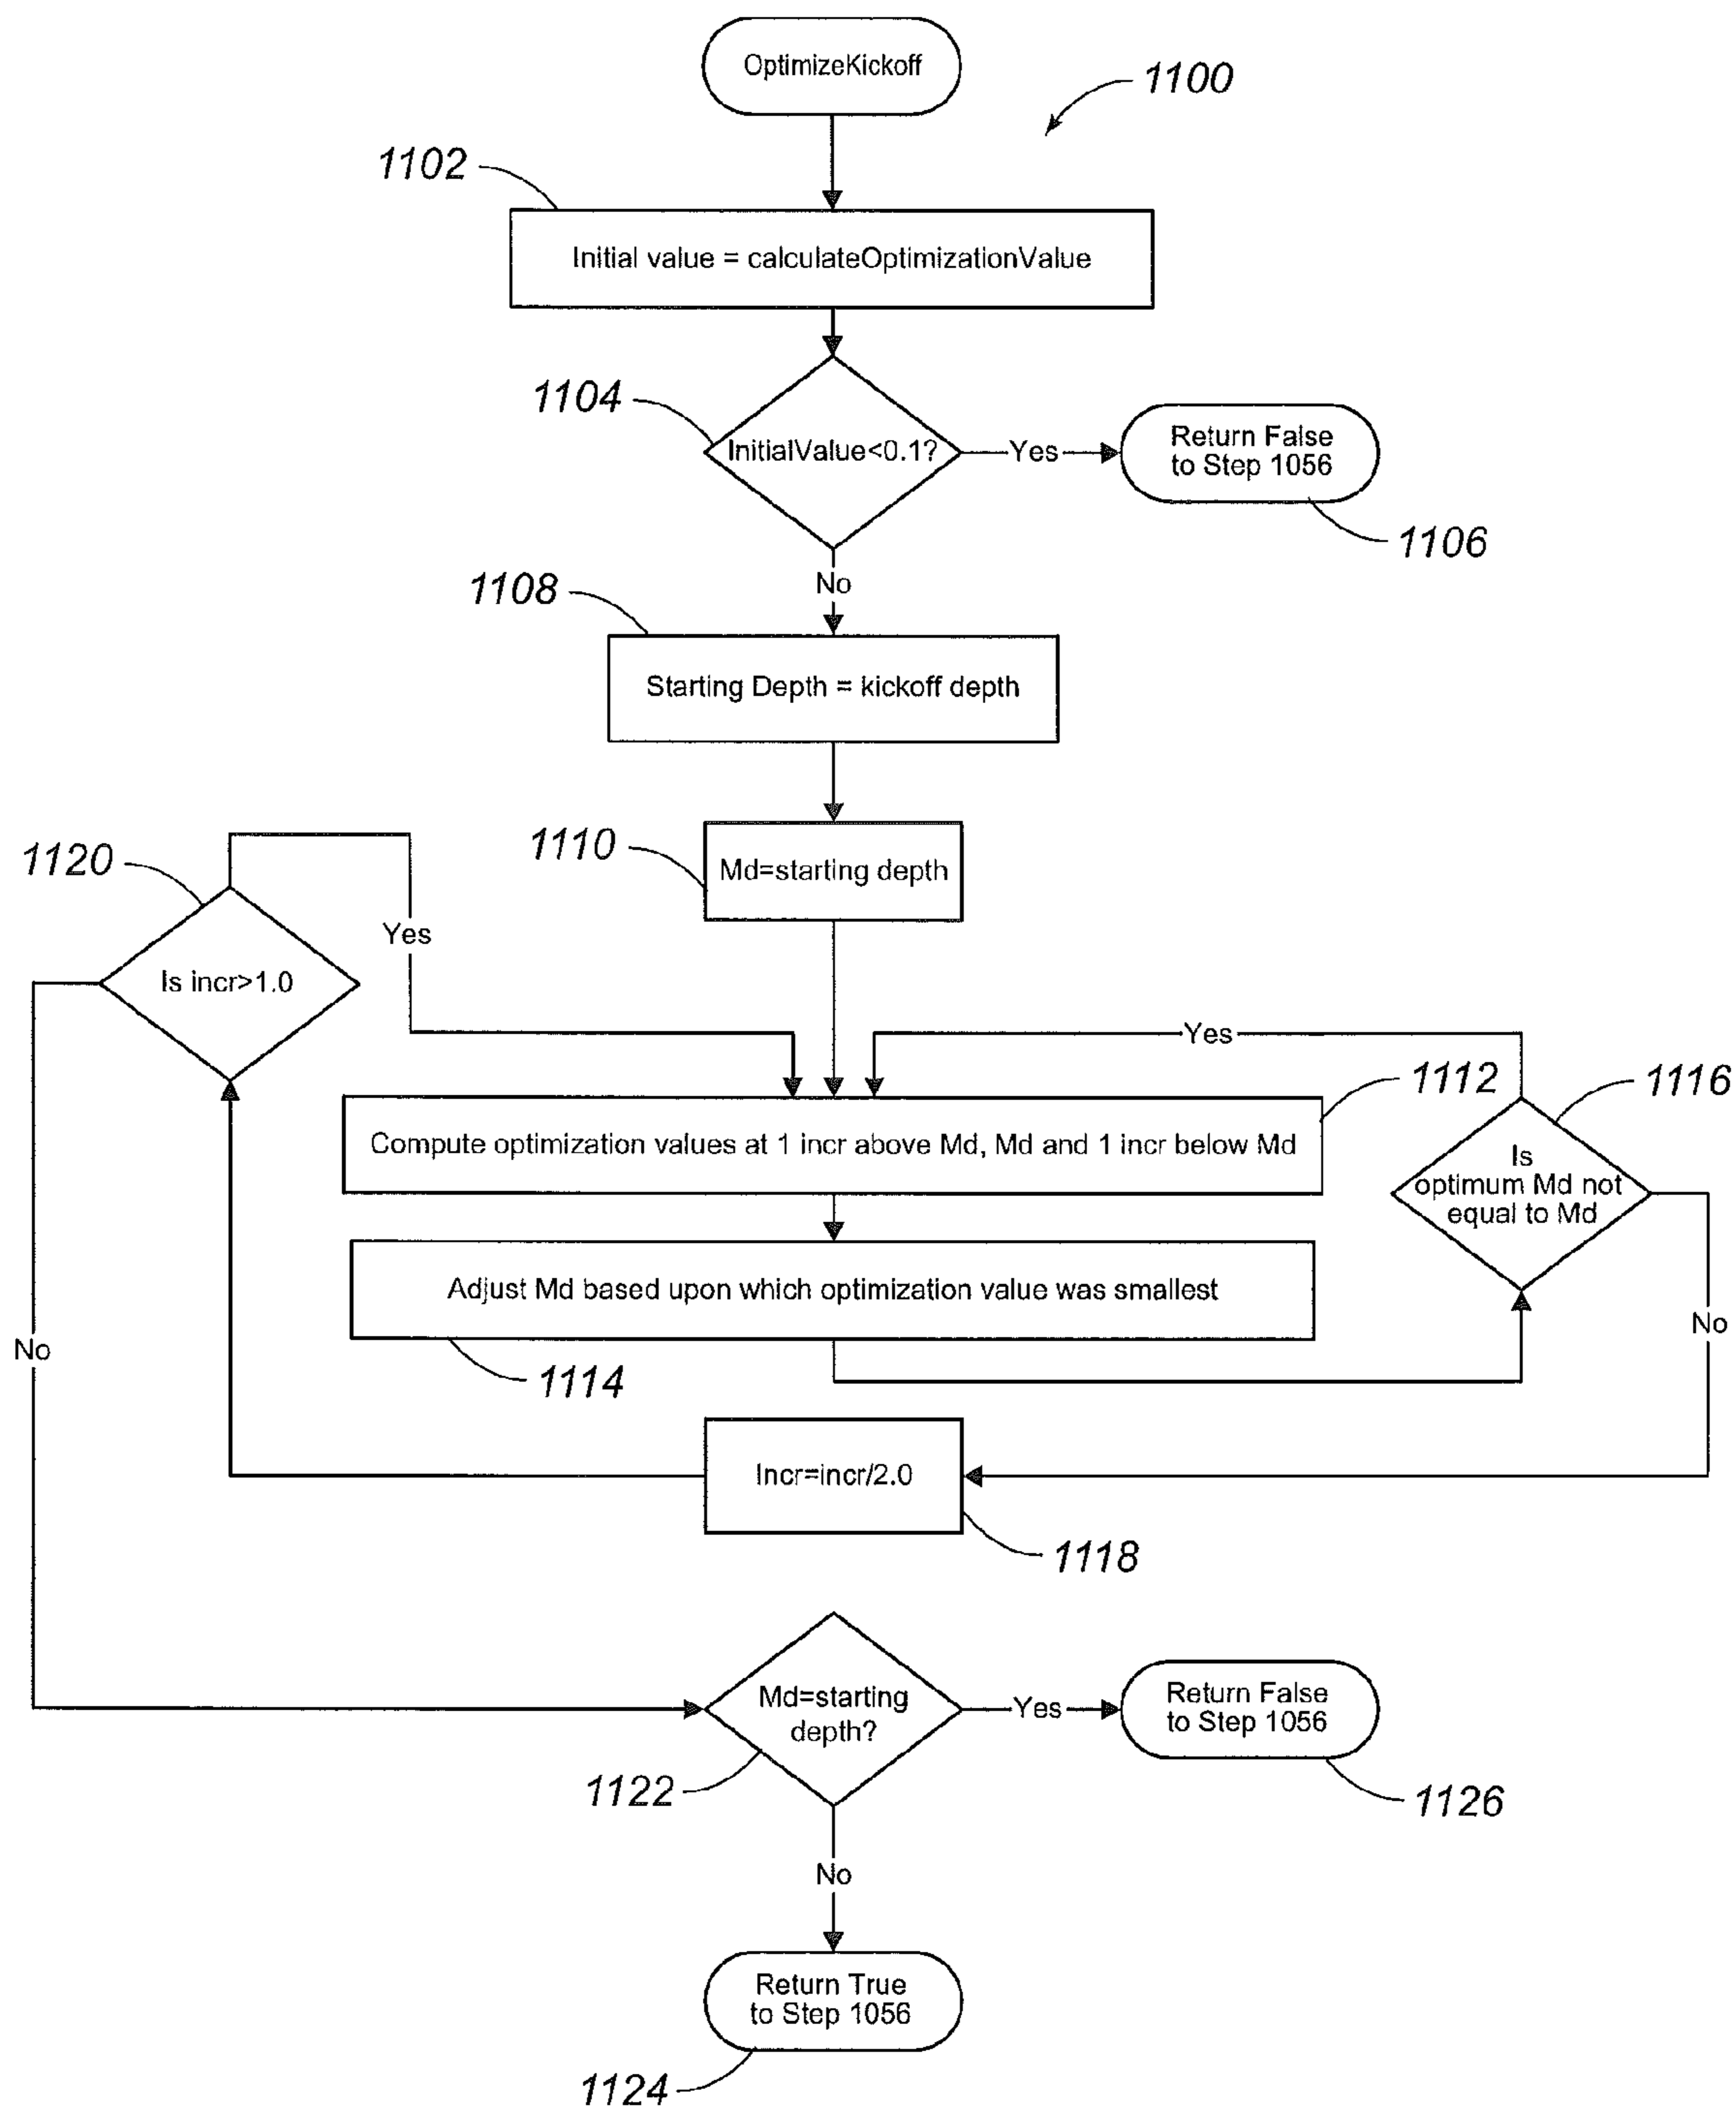 OptimizeKickoff
1100
1102
Initial value = calculateOptimizationValue
1104
InitialValue<0.1?
Yes
Return False
to Step 1056
1106
No
1108
Starting Depth = kickoff depth
1110
Md=starting depth
1120
Is incr>1.0
Yes
Yes
1112
Compute optimization values at 1 incr above Md, Md and 1 incr below Md
1116
Is
optimum Md not
equal to Md
Adjust Md based upon which optimization value was smallest
1114
No
No
Incr=incr/2.0
1118
Md=starting
depth?
1122
Yes
Return False
to Step 1056
1126
No
Return True
to Step 1056
1124